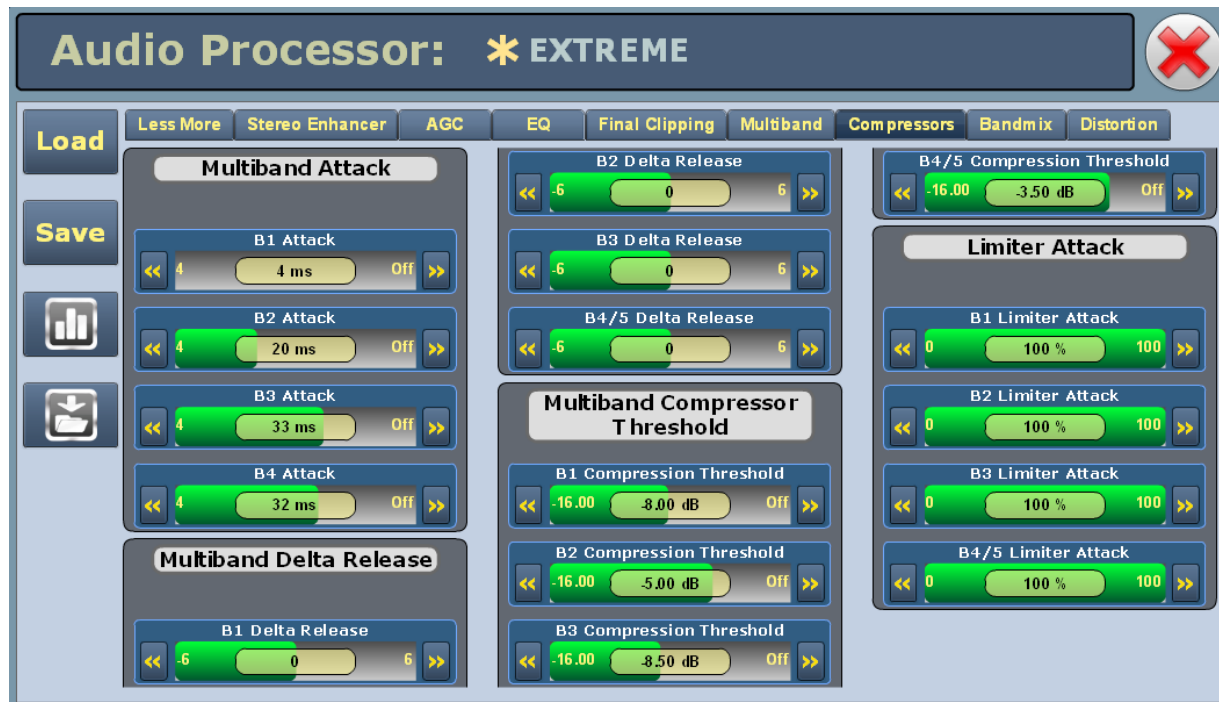 Audio Processor: * EXTREME
Load
Save
Less More Stereo Enhancer AGC EQ Final Clipping Multiband Compressors Bandmix Distortion
Multiband Attack
B1 Attack
« 4 4 ms Off »
B2 Attack
« 4 20 ms Off »
B3 Attack
« 4 33 ms Off »
B4 Attack
« 4 32 ms Off »
Multiband Delta Release
B1 Delta Release
« -6 0 6 »
B2 Delta Release
« -6 0 6 »
B3 Delta Release
« -6 0 6 »
B4/5 Delta Release
« -6 0 6 »
Multiband Compressor
Threshold
B1 Compression Threshold
« -16.00 -8.00 dB Off »
B2 Compression Threshold
« -16.00 -5.00 dB Off »
B3 Compression Threshold
« -16.00 -8.50 dB Off »
B4/5 Compression Threshold
« -16.00 -3.50 dB Off »
Limiter Attack
B1 Limiter Attack
« 0 100 % 100 »
B2 Limiter Attack
« 0 100 % 100 »
B3 Limiter Attack
« 0 100 % 100 »
B4/5 Limiter Attack
« 0 100 % 100 »